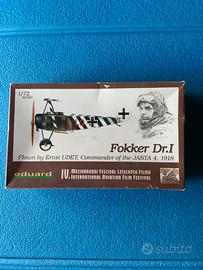 1/72
Fokker Dr.I
Flown by Ernst UDET, Commander of the JASTA 4, 1918
eduard
IV. MEZINÁRODNÍ FESTIVAL LETECKÝCH FILMŮ
INTERNATIONAL AVIATION FILM FESTIVAL
subito